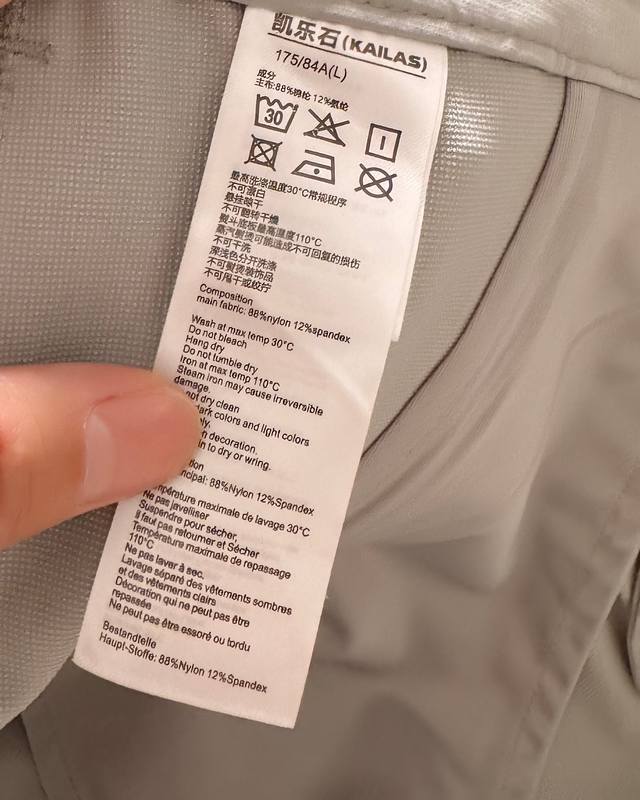 凯乐石(KAILAS)
175/84A(L)
成分
主布:88%锦纶 12%氨纶
30
最高洗涤温度30°C常规程序
不可漂白
悬挂晾干
不可翻转干燥
熨斗底板最高温度110°C
蒸汽熨烫可能造成不可回复的损伤
不可干洗
深浅色分开洗涤
不可熨烫装饰品
不可甩干或绞拧
Composition
main fabric: 88%nylon 12%spandex
Wash at max temp 30°C
Do not bleach
Hang dry
Do not tumble dry
Iron at max temp 110°C
Steam iron may cause irreversible
damage.
not dry clean
dark colors and light colors
decoration.
to dry or wring.
88%Nylon 12%Spandex
température maximale de lavage 30°C
Ne pas javelliser
Suspendre pour sécher,
il faut pas retourner et Sécher
Température maximale de repassage
110°C
Ne pas laver à sec.
Lavage séparé des vêtements sombres
et des vêtements clairs
Décoration qui ne peut pas être
repassée
Ne peut pas être essoré ou tordu
Bestandteile
Haupt-Stoffe: 88%Nylon 12%Spandex